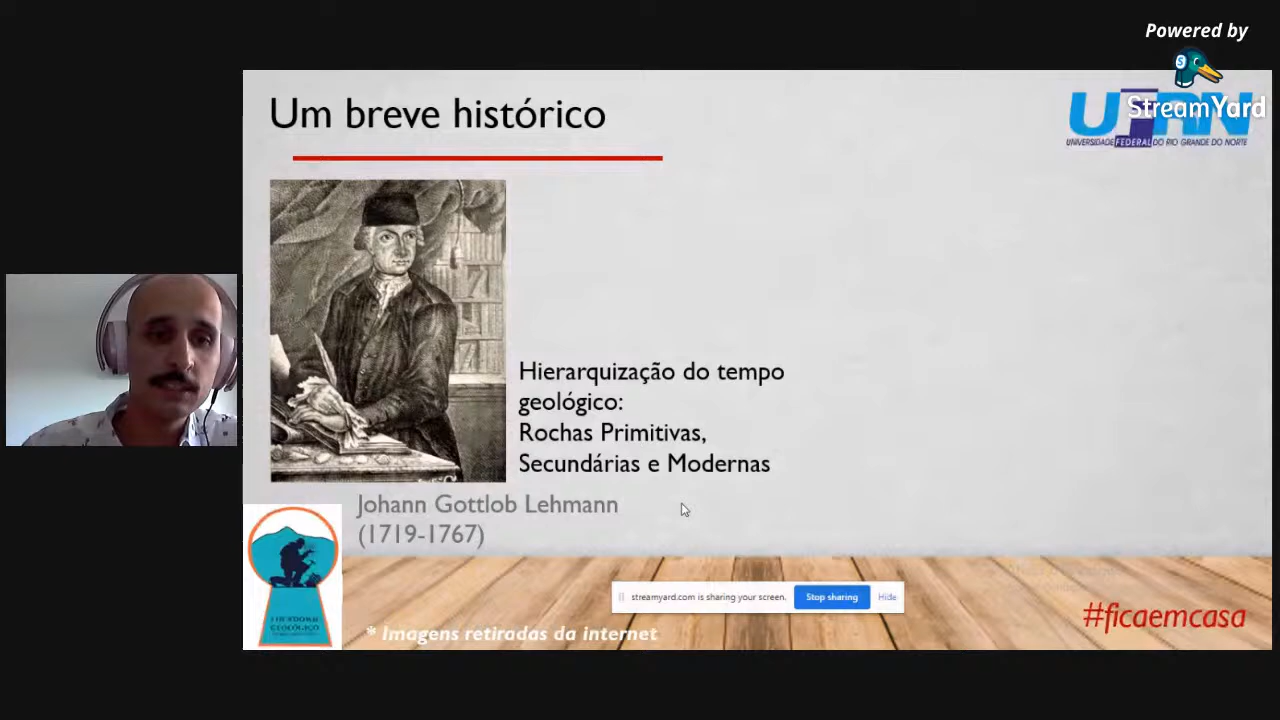 Powered by
StreamYard
Um breve histórico
UFRN
UNIVERSIDADE FEDERAL DO RIO GRANDE DO NORTE
Hierarquização do tempo
geológico:
Rochas Primitivas,
Secundárias e Modernas
Johann Gottlob Lehmann
(1719-1767)
streamyard.com is sharing your screen.
Stop sharing
Hide
GEOLÓGICO
#ficaemcasa
* Imagens retiradas da internet